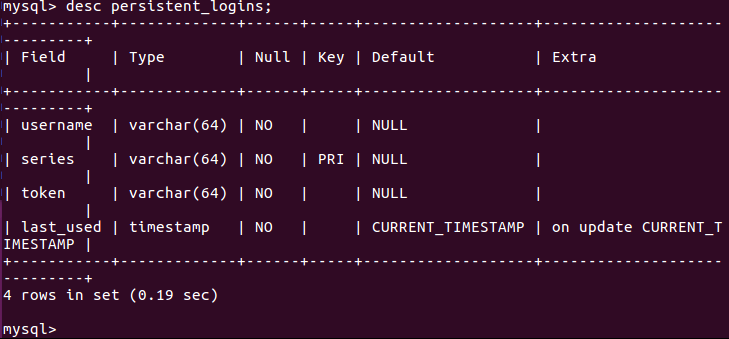 mysql> desc persistent_logins;
+-----------+-------------+------+-----+-------------------+---------------------
---------+
| Field     | Type        | Null | Key | Default           | Extra
         |
+-----------+-------------+------+-----+-------------------+---------------------
---------+
| username  | varchar(64) | NO   |     | NULL              |
         |
| series    | varchar(64) | NO   | PRI | NULL              |
         |
| token     | varchar(64) | NO   |     | NULL              |
         |
| last_used | timestamp   | NO   |     | CURRENT_TIMESTAMP | on update CURRENT_T
IMESTAMP |
+-----------+-------------+------+-----+-------------------+---------------------
---------+
4 rows in set (0.19 sec)
mysql>